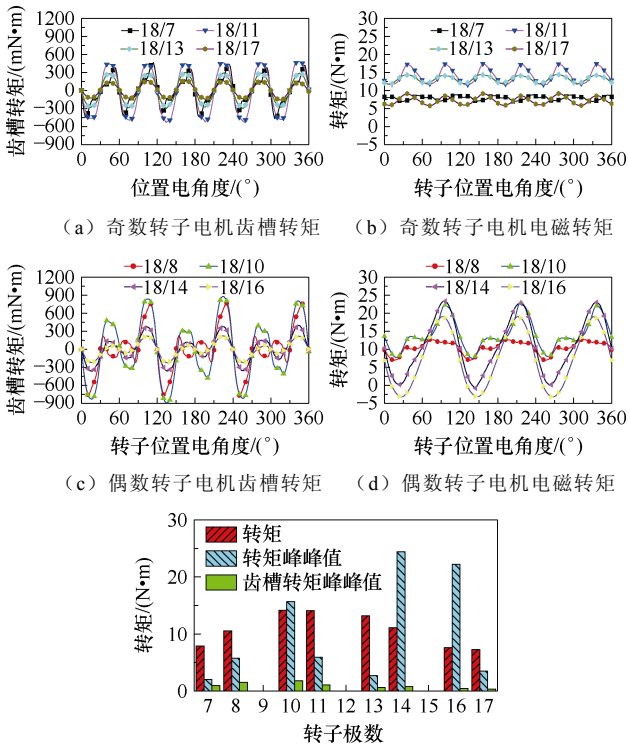 1200
900
600
300
0
−300
−600
−900
齿槽转矩/(mN•m)
18/7 18/11
18/13 18/17
0 60 120 180 240 300 360
位置电角度/(°)
(a) 奇数转子电机齿槽转矩
30
25
20
15
10
5
0
−5
转矩/(N•m)
18/7 18/11
18/13 18/17
0 60 120 180 240 300 360
转子位置电角度/(°)
(b) 奇数转子电机电磁转矩
1200
900
600
300
0
−300
−600
−900
齿槽转矩/(mN•m)
18/8 18/10
18/14 18/16
0 60 120 180 240 300 360
转子位置电角度/(°)
(c) 偶数转子电机齿槽转矩
30
25
20
15
10
5
0
−5
转矩/(N•m)
18/8 18/10
18/14 18/16
0 60 120 180 240 300 360
转子位置电角度/(°)
(d) 偶数转子电机电磁转矩
30
20
10
0
转矩/(N•m)
转矩
转矩峰峰值
齿槽转矩峰峰值
7 8 9 10 11 12 13 14 15 16 17
转子极数